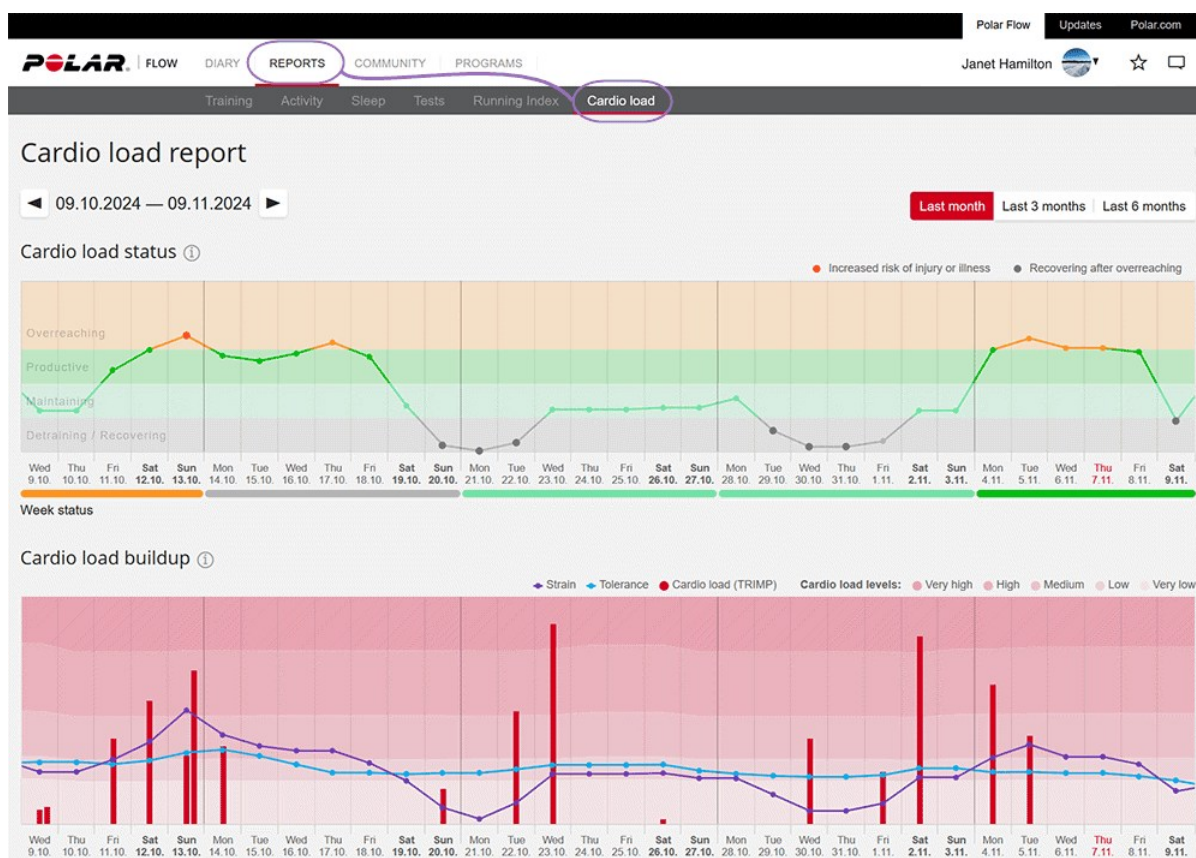 Polar Flow Updates Polar.com
POLAR. FLOW DIARY REPORTS COMMUNITY PROGRAMS Janet Hamilton
Training Activity Sleep Tests Running Index Cardio load
Cardio load report
09.10.2024 — 09.11.2024
Last month Last 3 months Last 6 months
Cardio load status
Increased risk of injury or illness Recovering after overreaching
Overreaching
Productive
Maintaining
Detraining / Recovering
Wed Thu Fri Sat Sun Mon Tue Wed Thu Fri Sat Sun Mon Tue Wed Thu Fri Sat Sun Mon Tue Wed Thu Fri Sat Sun Mon Tue Wed Thu Fri Sat
9.10. 10.10. 11.10. 12.10. 13.10. 14.10. 15.10. 16.10. 17.10. 18.10. 19.10. 20.10. 21.10. 22.10. 23.10. 24.10. 25.10. 26.10. 27.10. 28.10. 29.10. 30.10. 31.10. 1.11. 2.11. 3.11. 4.11. 5.11. 6.11. 7.11. 8.11. 9.11.
Week status
Cardio load buildup
Strain Tolerance Cardio load (TRIMP) Cardio load levels: Very high High Medium Low Very low
Wed Thu Fri Sat Sun Mon Tue Wed Thu Fri Sat Sun Mon Tue Wed Thu Fri Sat Sun Mon Tue Wed Thu Fri Sat Sun Mon Tue Wed Thu Fri Sat
9.10. 10.10. 11.10. 12.10. 13.10. 14.10. 15.10. 16.10. 17.10. 18.10. 19.10. 20.10. 21.10. 22.10. 23.10. 24.10. 25.10. 26.10. 27.10. 28.10. 29.10. 30.10. 31.10. 1.11. 2.11. 3.11. 4.11. 5.11. 6.11. 7.11. 8.11. 9.11.